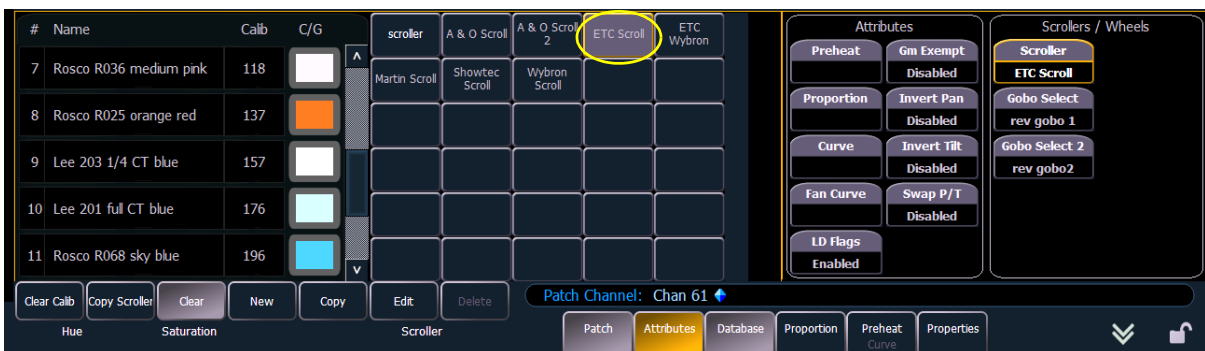 # Name Calib C/G
7 Rosco R036 medium pink 118
8 Rosco R025 orange red 137
9 Lee 203 1/4 CT blue 157
10 Lee 201 full CT blue 176
11 Rosco R068 sky blue 196
scroller
A & O Scroll
A & O Scroll
2
ETC Scroll
ETC
Wybron
Martin Scroll
Showtec
Scroll
Wybron
Scroll
Attributes
Preheat
Gm Exempt
Disabled
Proportion
Invert Pan
Disabled
Curve
Invert Tilt
Disabled
Fan Curve
Swap P/T
Disabled
LD Flags
Enabled
Scrollers / Wheels
Scroller
ETC Scroll
Gobo Select
rev gobo 1
Gobo Select 2
rev gobo2
Clear Calib Copy Scroller Clear New Copy Edit Delete
Patch Channel: Chan 61
Hue Saturation Scroller
Patch Attributes Database Proportion Preheat Properties
Curve